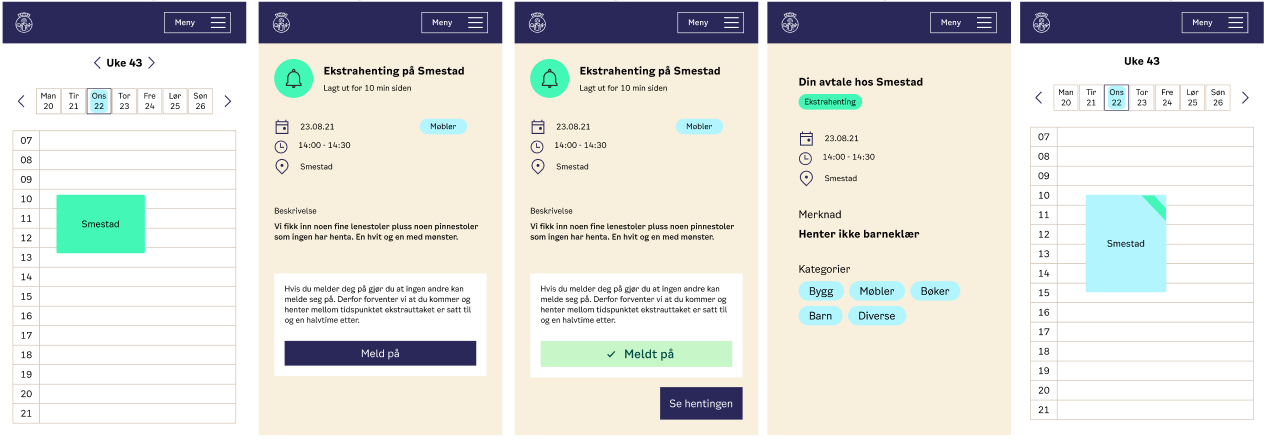 Meny
Uke 43
Man Tir Ons Tor Fre Lør Søn
20 21 22 23 24 25 26
07
08
09
10
11
Smestad
12
13
14
15
16
17
18
19
20
21
Meny
Ekstrahenting på Smestad
Lagt ut for 10 min siden
23.08.21
Møbler
14:00 - 14:30
Smestad
Beskrivelse
Vi fikk inn noen fine lenestoler pluss noen pinnestoler
som ingen har henta. En hvit og en med mønster.
Hvis du melder deg på gjør du at ingen andre kan
melde seg på. Derfor forventer vi at du kommer og
henter mellom tidspunktet ekstrauttaket er satt til
og en halvtime etter.
Meld på
Meny
Ekstrahenting på Smestad
Lagt ut for 10 min siden
23.08.21
Møbler
14:00 - 14:30
Smestad
Beskrivelse
Vi fikk inn noen fine lenestoler pluss noen pinnestoler
som ingen har henta. En hvit og en med mønster.
Hvis du melder deg på gjør du at ingen andre kan
melde seg på. Derfor forventer vi at du kommer og
henter mellom tidspunktet ekstrauttaket er satt til
og en halvtime etter.
Meldt på
Se hentingen
Meny
Din avtale hos Smestad
Ekstrahenting
23.08.21
14:00 - 14:30
Smestad
Merknad
Henter ikke barneklær
Kategorier
Bygg Møbler Bøker
Barn Diverse
Meny
Uke 43
Man Tir Ons Tor Fre Lør Søn
20 21 22 23 24 25 26
07
08
09
10
11
12
Smestad
13
14
15
16
17
18
19
20
21